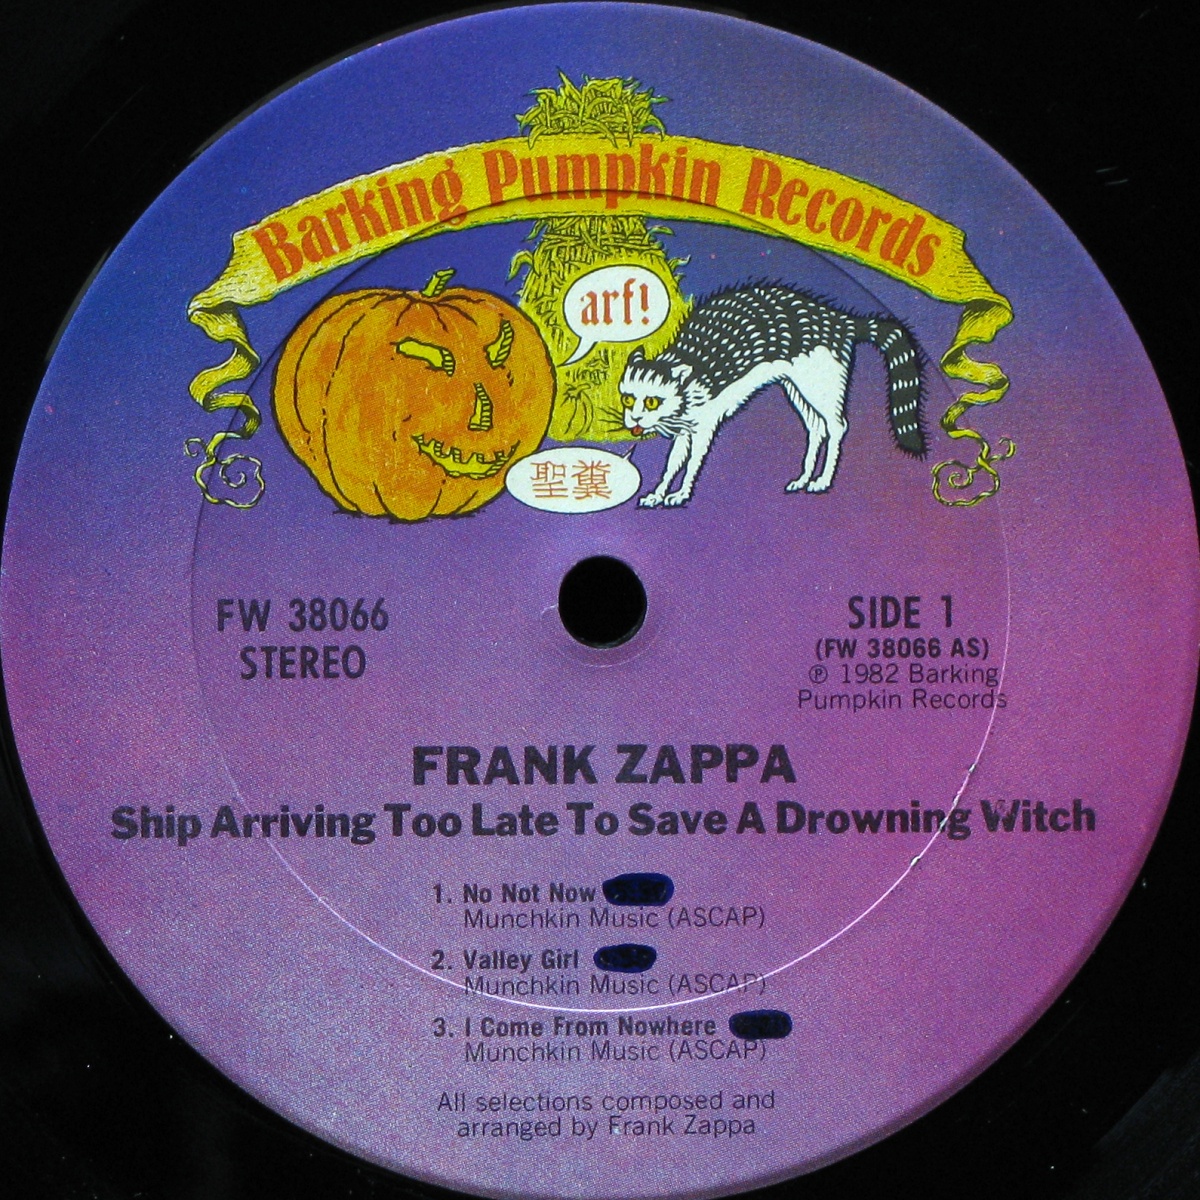 Barking Pumpkin Records
arf!
聖糞
FW 38066
STEREO
SIDE 1
(FW 38066 AS)
℗ 1982 Barking
Pumpkin Records
FRANK ZAPPA
Ship Arriving Too Late To Save A Drowning Witch
1. No Not Now
Munchkin Music (ASCAP)
2. Valley Girl
Munchkin Music (ASCAP)
3. I Come From Nowhere
Munchkin Music (ASCAP)
All selections composed and
arranged by Frank Zappa